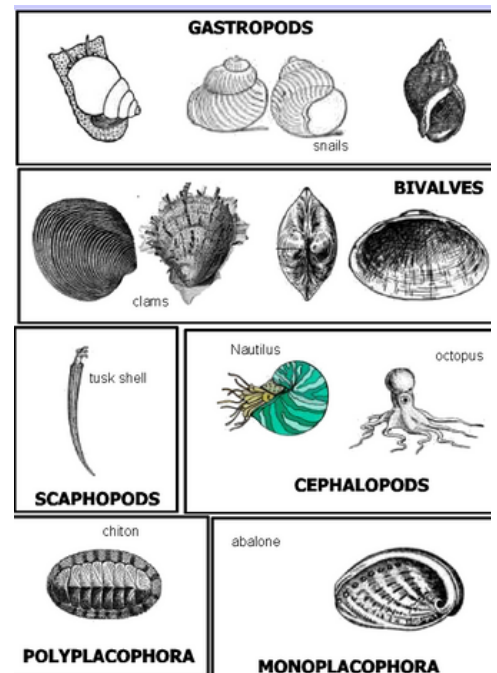 GASTROPODS
snails
BIVALVES
clams
tusk shell
SCAPHOPODS
Nautilus
octopus
CEPHALOPODS
chiton
POLYPLACOPHORA
abalone
MONOPLACOPHORA